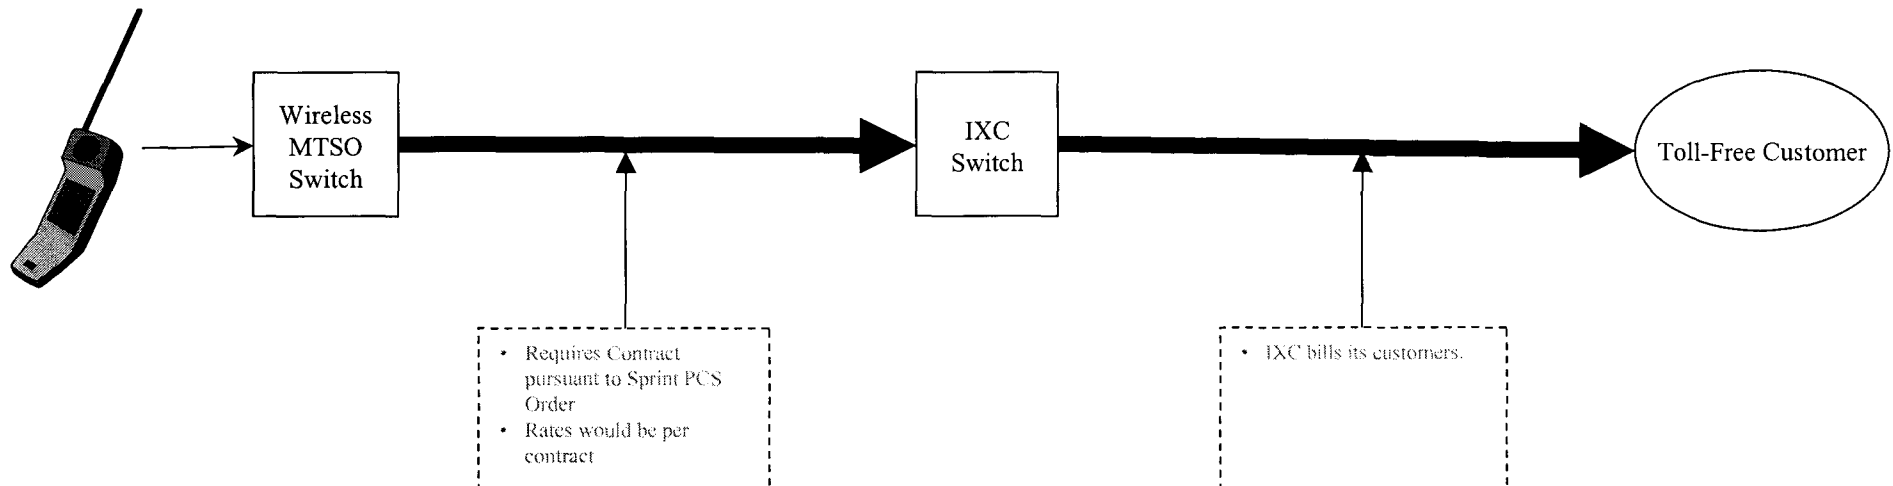 Wireless
MTSO
Switch
IXC
Switch
Toll-Free Customer
• Requires Contract
pursuant to Sprint PCS
Order
• Rates would be per
contract
• IXC bills its customers.